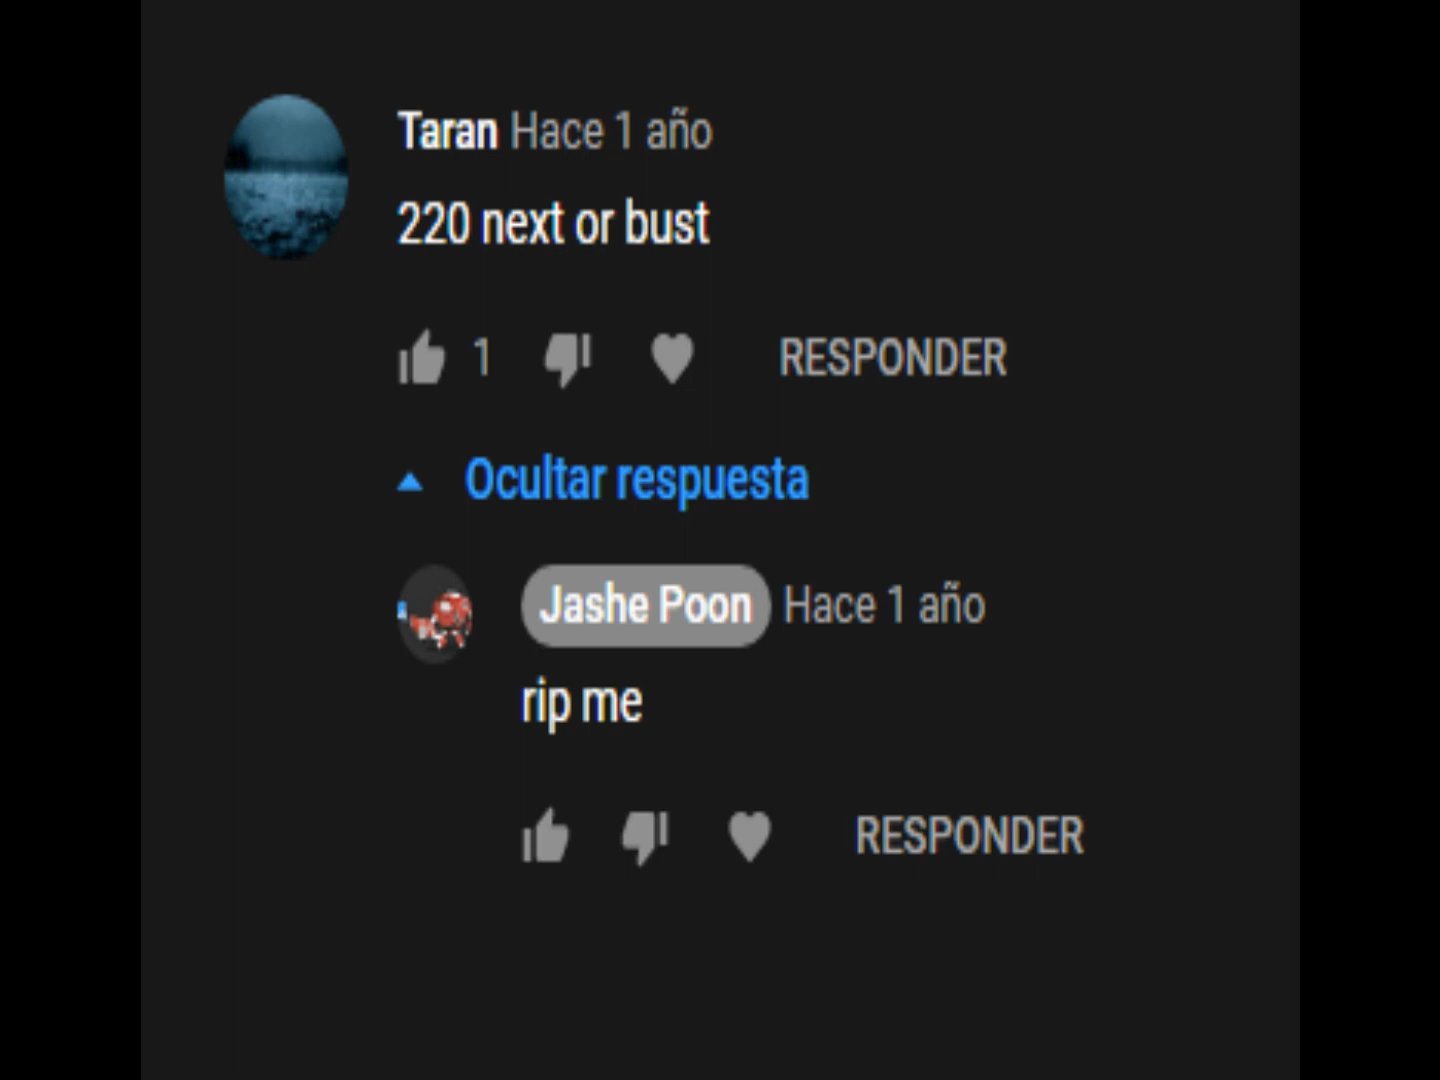 Taran Hace 1 año
220 next or bust
1 RESPONDER
Ocultar respuesta
Jashe Poon Hace 1 año
rip me
RESPONDER